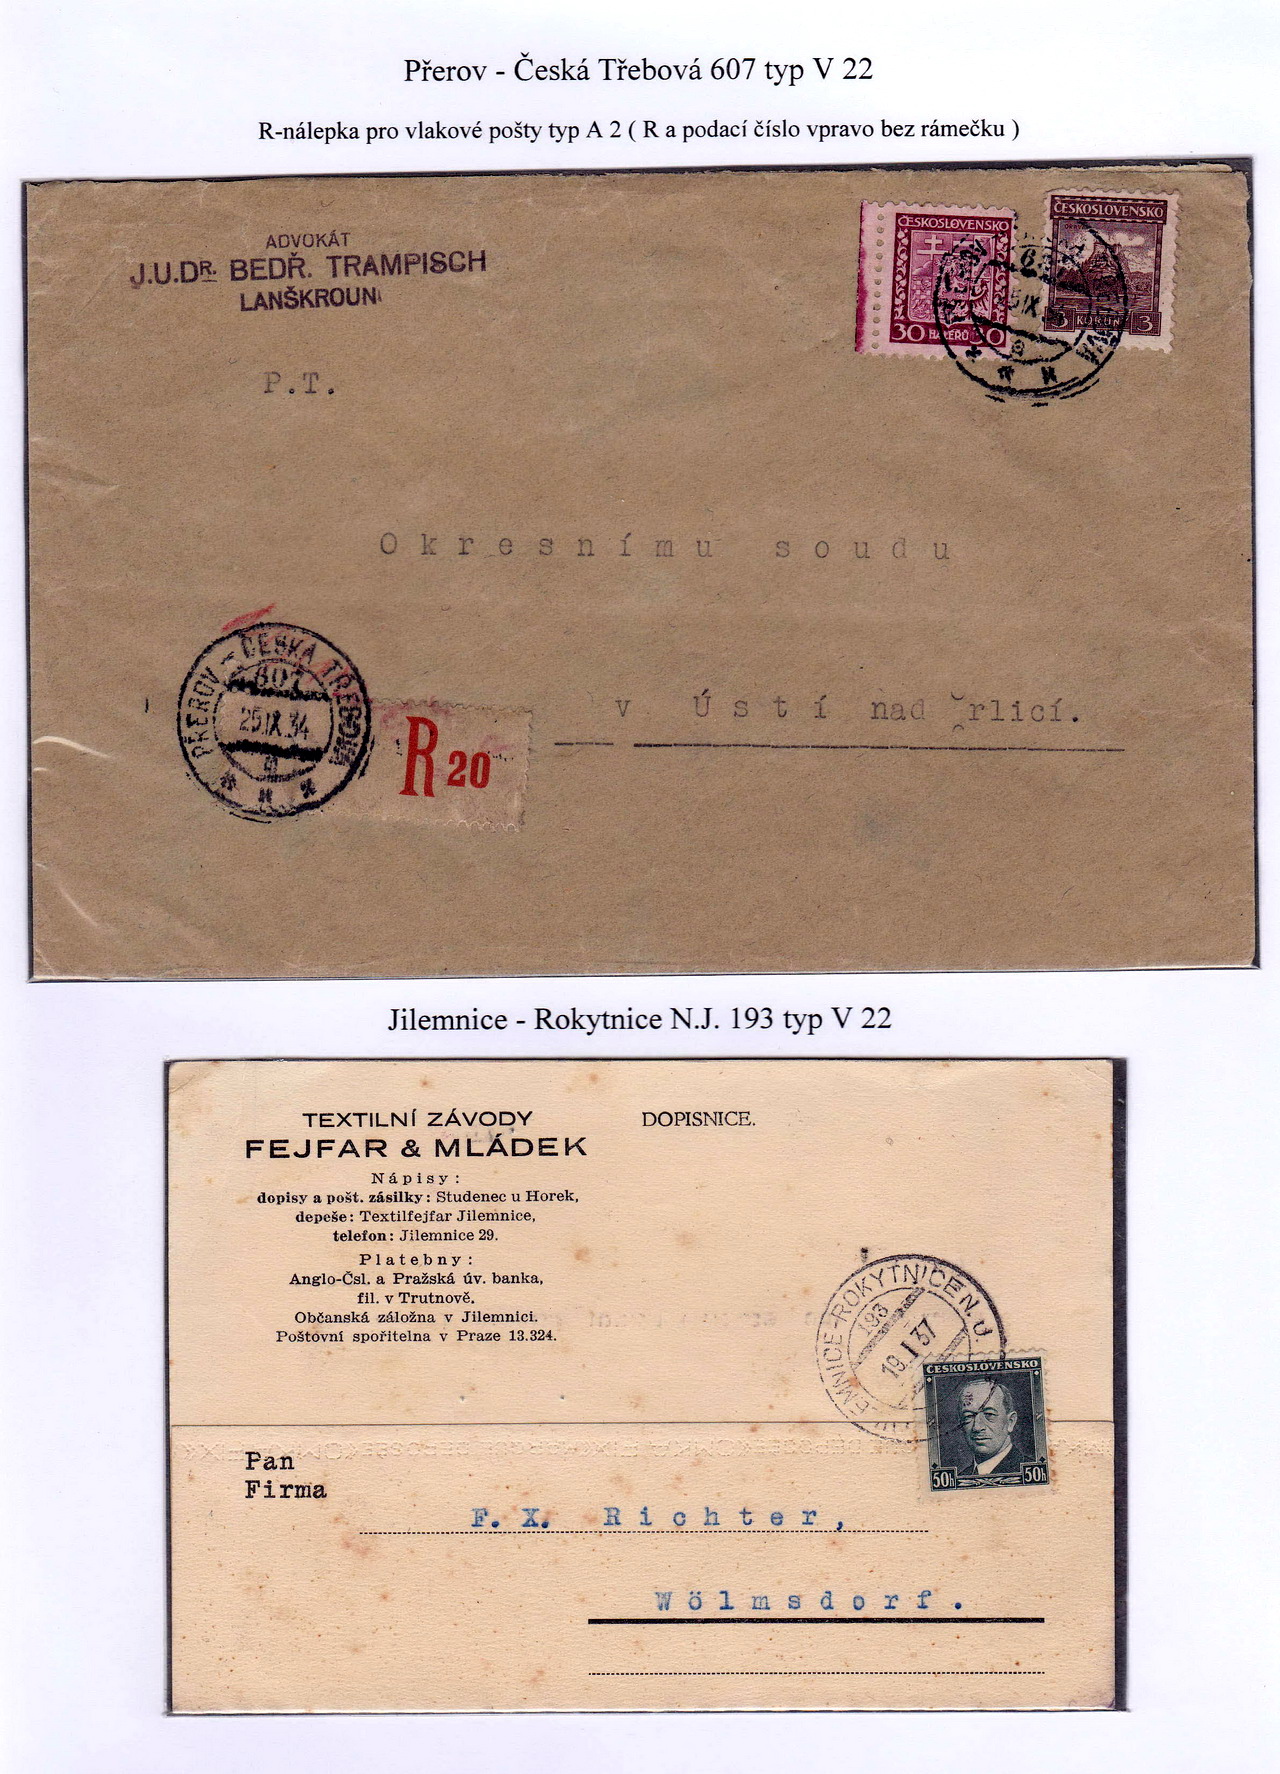 Přerov - Česká Třebová 607 typ V 22
R-nálepka pro vlakové pošty typ A 2 ( R a podací číslo vpravo bez rámečku )
ADVOKÁT
J.U.DR. BEDŘ. TRAMPISCH
LANŠKROUN
P.T.
ČESKOSLOVENSKO
30 HALÉŘŮ 30
ČESKOSLOVENSKO
3 KORUN 3
Okresnímu soudu
v Ústí nad Orlicí.
PŘEROV - ČESKÁ TŘEBOVÁ
607
25.IX.34
R 20
Jilemnice - Rokytnice N.J. 193 typ V 22
TEXTILNÍ ZÁVODY
FEJFAR & MLÁDEK
Nápisy:
dopisy a pošt. zásilky: Studenec u Horek,
depeše: Textilfejfar Jilemnice,
telefon: Jilemnice 29.
Platebny:
Anglo-Čsl. a Pražská úv. banka,
fil. v Trutnově.
Občanská záložna v Jilemnici.
Poštovní spořitelna v Praze 13.324.
DOPISNICE.
JILEMNICE-ROKYTNICE N.J.
193
19.I.37
ČESKOSLOVENSKO
50h 50h
Pan
Firma
F. X. Richter,
Wölmsdorf.